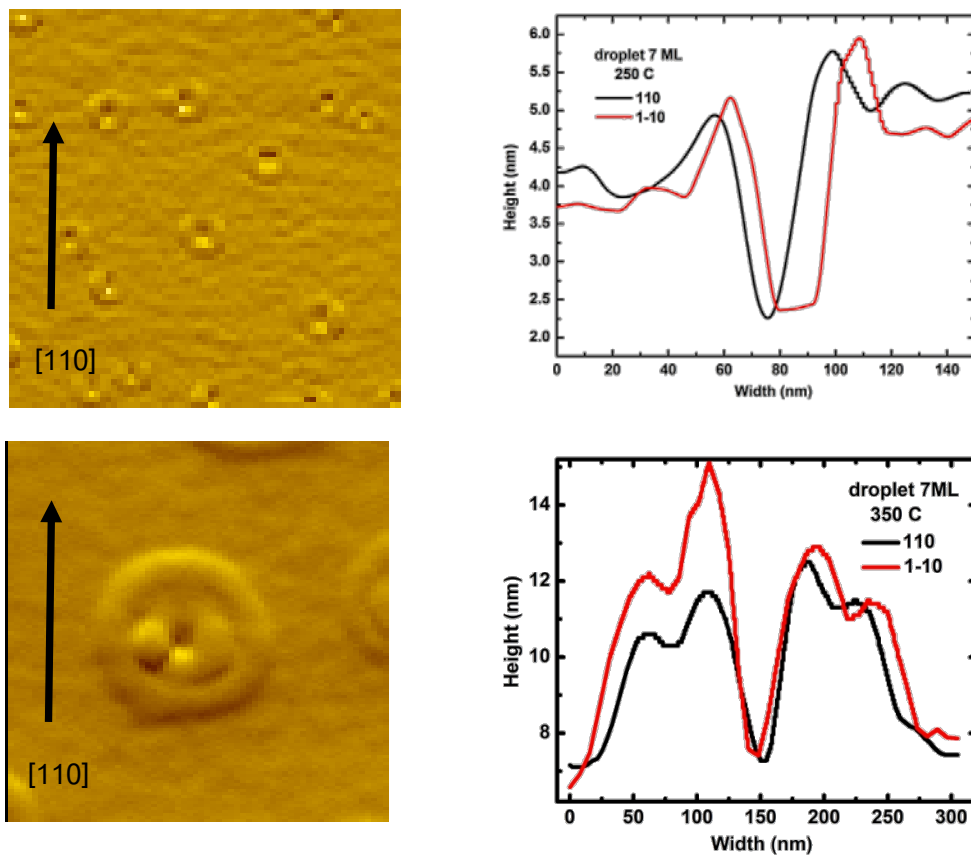 [110]
droplet 7 ML
250 C
110
1-10
6.0
5.5
5.0
4.5
4.0
3.5
3.0
2.5
2.0
Height (nm)
0 20 40 60 80 100 120 140
Width (nm)
[110]
droplet 7ML
350 C
110
1-10
14
12
10
8
Height (nm)
0 50 100 150 200 250 300
Width (nm)